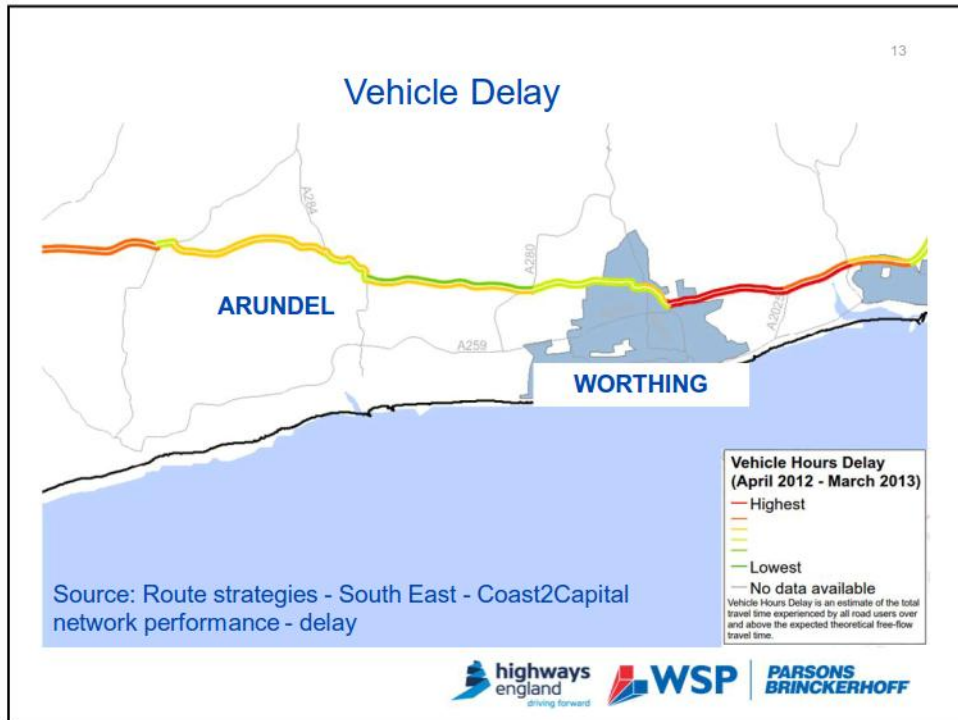 13
Vehicle Delay
A284
A280
ARUNDEL
A259
A2025
WORTHING
Vehicle Hours Delay
(April 2012 - March 2013)
Highest
Lowest
No data available
Vehicle Hours Delay is an estimate of the total
travel time experienced by all road users over
and above the expected theoretical free-flow
travel time.
Source: Route strategies - South East - Coast2Capital
network performance - delay
highways
england
driving forward
WSP
PARSONS
BRINCKERHOFF